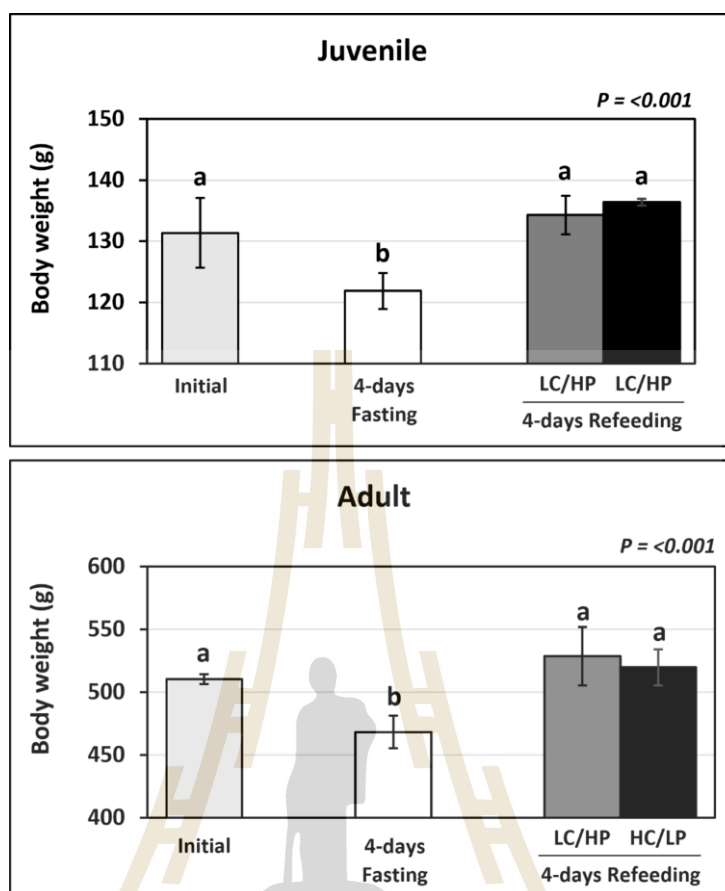 Juvenile
P = <0.001
Body weight (g)
150
140
130
120
110
a
b
a
a
Initial
4-days
Fasting
LC/HP LC/HP
4-days Refeeding
Adult
P = <0.001
Body weight (g)
600
550
500
450
400
a
b
a
a
Initial
4-days
Fasting
LC/HP HC/LP
4-days Refeeding